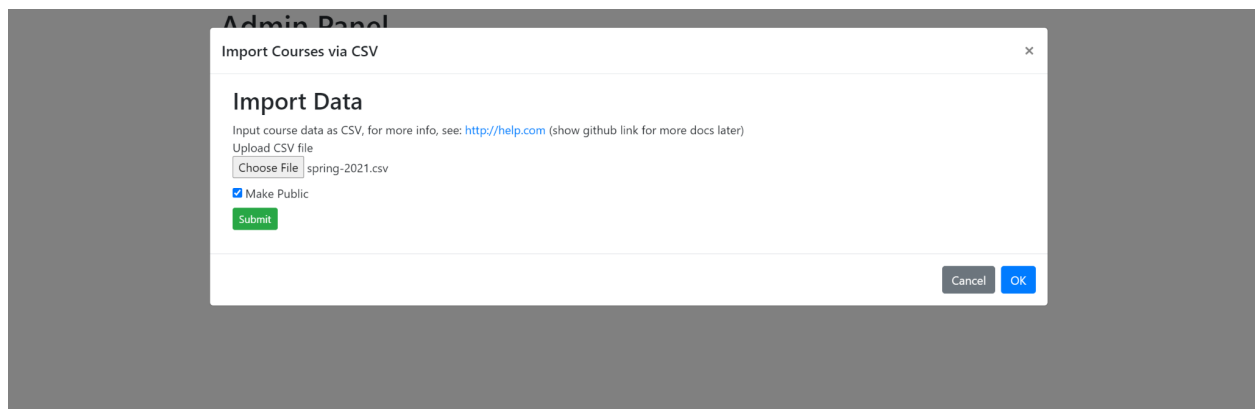 Admin Panel
Import Courses via CSV ×
Import Data
Input course data as CSV, for more info, see: http://help.com (show github link for more docs later)
Upload CSV file
Choose File spring-2021.csv
Make Public
Submit
Cancel OK